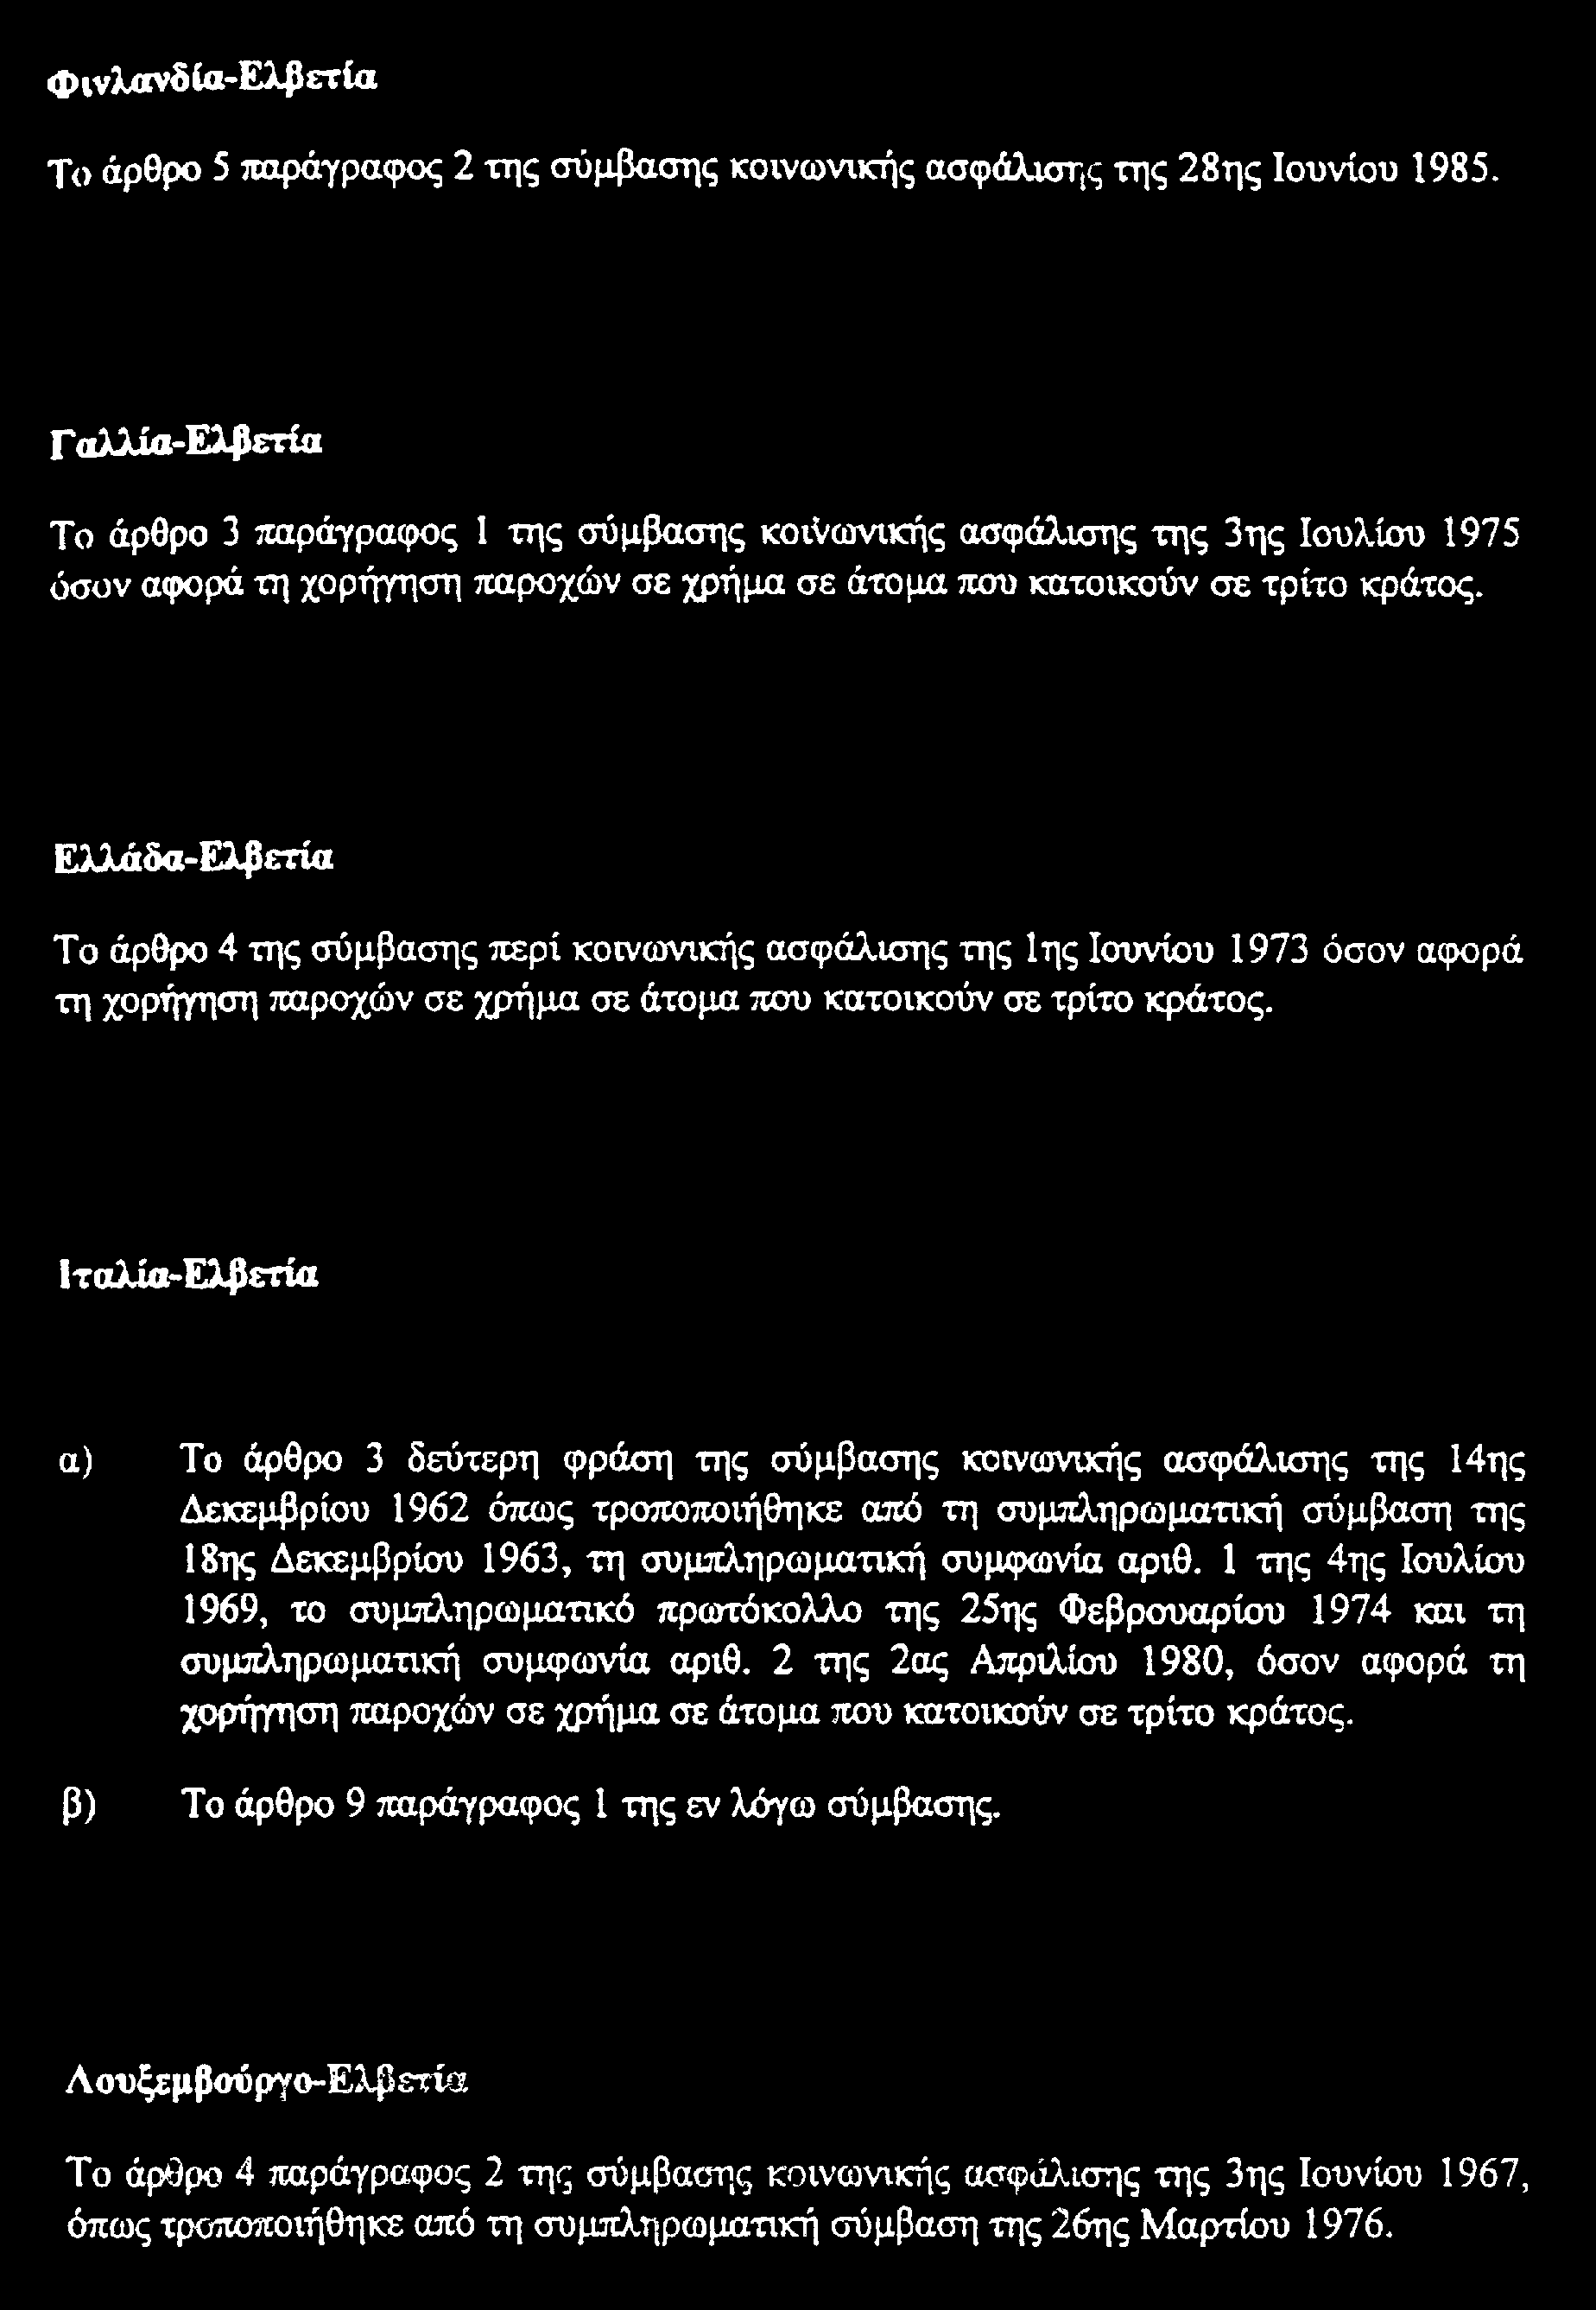 Φινλανδία-Ελβετία
Το άρθρο 5 παράγραφος 2 της σύμβασης κοινωνικής ασφάλισης της 28ης Ιουνίου 1985.
Γαλλία-Ελβετία
Το άρθρο 3 παράγραφος 1 της σύμβασης κοινωνικής ασφάλισης της 3ης Ιουλίου 1975
όσον αφορά τη χορήγηση παροχών σε χρήμα σε άτομα που κατοικούν σε τρίτο κράτος.
Ελλάδα-Ελβετία
Το άρθρο 4 της σύμβασης περί κοινωνικής ασφάλισης της 1ης Ιουνίου 1973 όσον αφορά
τη χορήγηση παροχών σε χρήμα σε άτομα που κατοικούν σε τρίτο κράτος.
Ιταλία-Ελβετία
α) Το άρθρο 3 δεύτερη φράση της σύμβασης κοινωνικής ασφάλισης της 14ης
Δεκεμβρίου 1962 όπως τροποποιήθηκε από τη συμπληρωματική σύμβαση της
18ης Δεκεμβρίου 1963, τη συμπληρωματική συμφωνία αριθ. 1 της 4ης Ιουλίου
1969, το συμπληρωματικό πρωτόκολλο της 25ης Φεβρουαρίου 1974 και τη
συμπληρωματική συμφωνία αριθ. 2 της 2ας Απριλίου 1980, όσον αφορά τη
χορήγηση παροχών σε χρήμα σε άτομα που κατοικούν σε τρίτο κράτος.
β) Το άρθρο 9 παράγραφος 1 της εν λόγω σύμβασης.
Λουξεμβούργο-Ελβετία
Το άρθρο 4 παράγραφος 2 της σύμβασης κοινωνικής ασφάλισης της 3ης Ιουνίου 1967,
όπως τροποποιήθηκε από τη συμπληρωματική σύμβαση της 26ης Μαρτίου 1976.